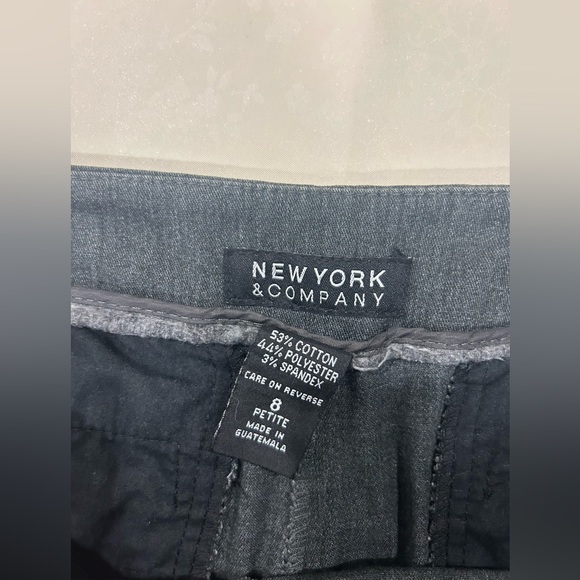 NEW YORK
& COMPANY
53% COTTON
44% POLYESTER
3% SPANDEX
CARE ON REVERSE
8
PETITE
MADE IN
GUATEMALA